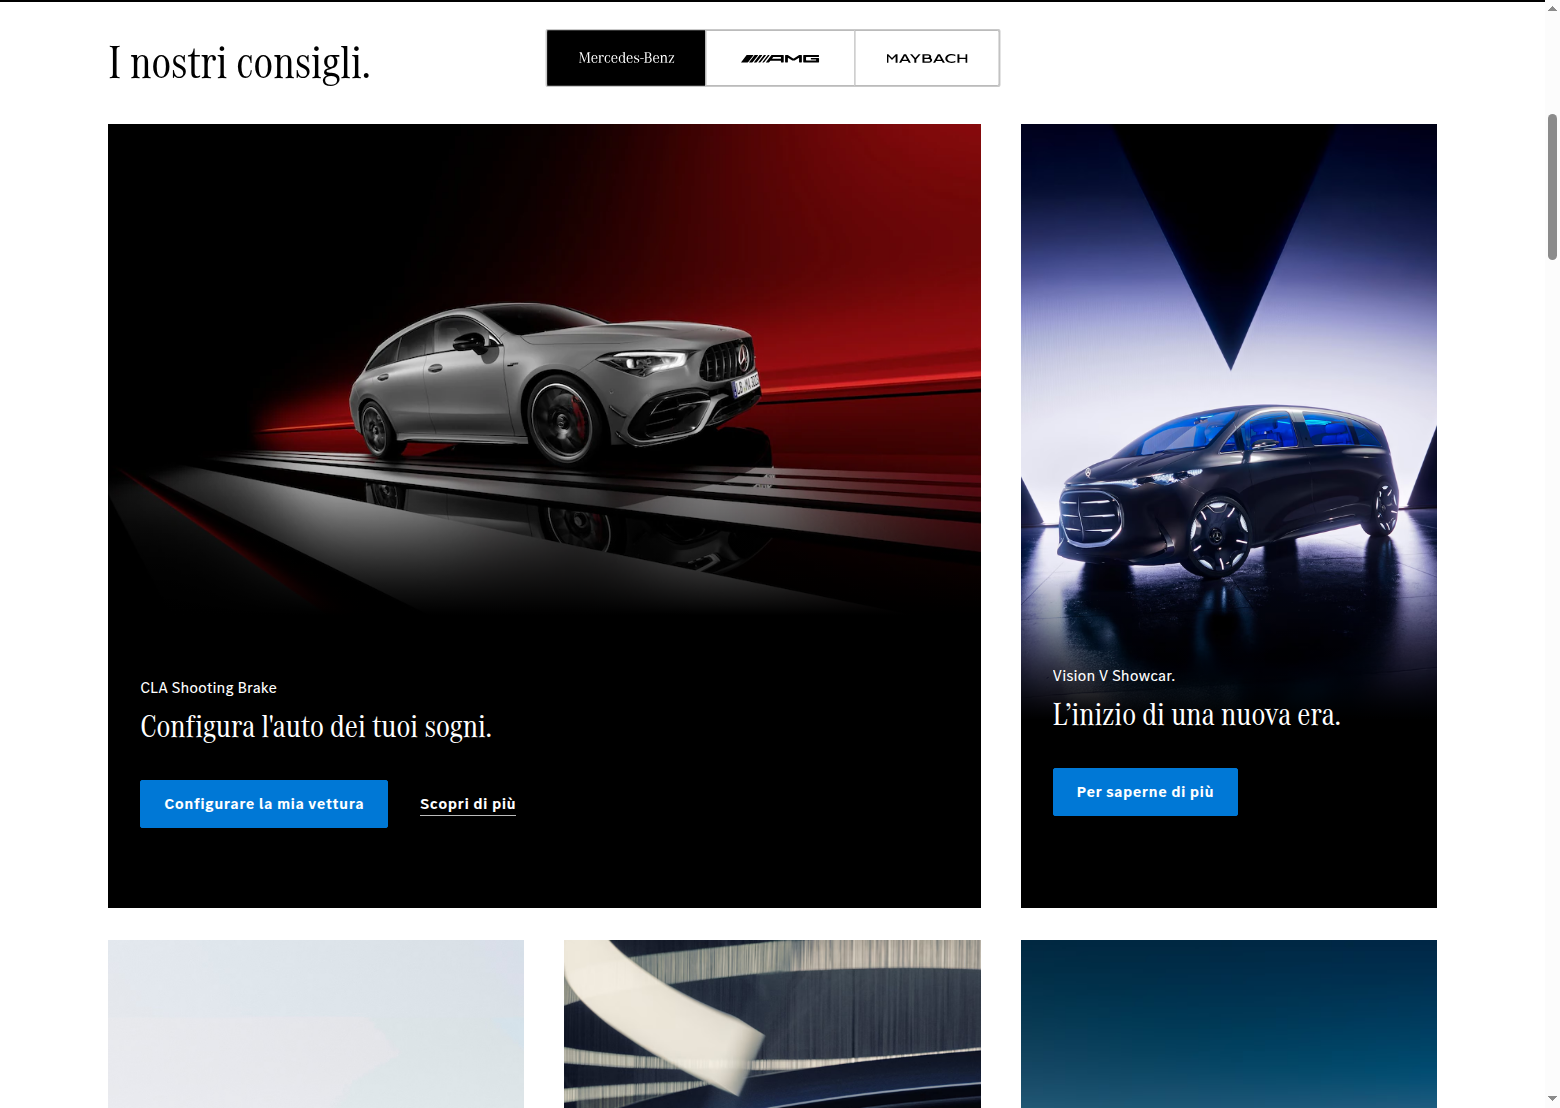 I nostri consigli.
Mercedes-Benz
AMG
MAYBACH
CLA Shooting Brake
Configura l'auto dei tuoi sogni.
Configurare la mia vettura
Scopri di più
Vision V Showcar.
L’inizio di una nuova era.
Per saperne di più